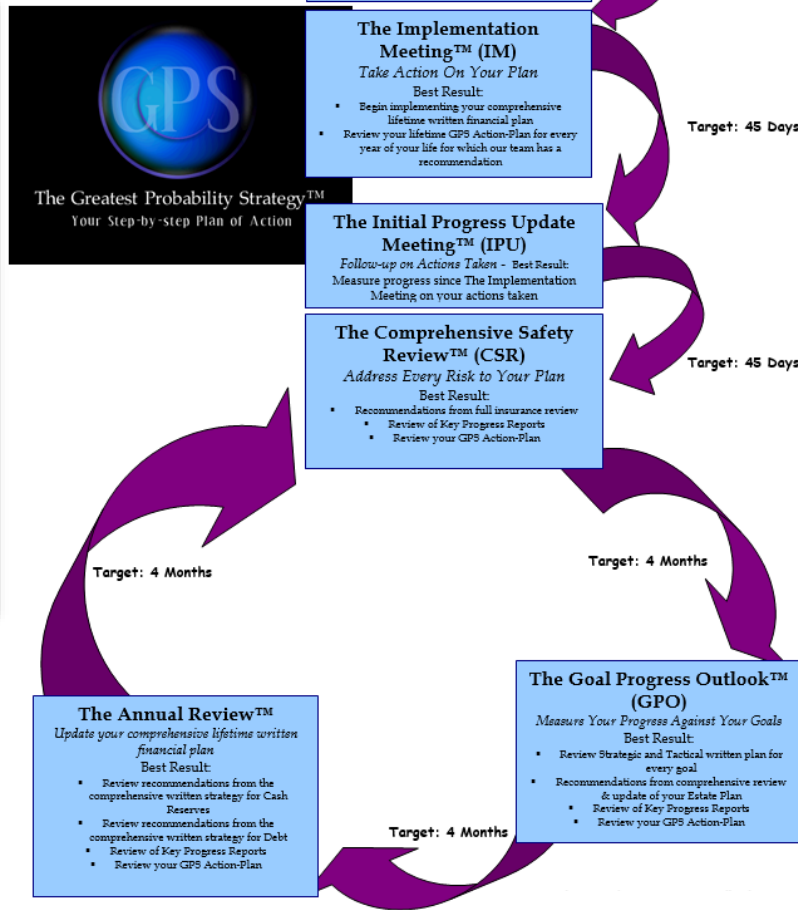 GPS
The Greatest Probability Strategy™
Your Step-by-step Plan of Action
The Implementation
Meeting™ (IM)
Take Action On Your Plan
Best Result:
▪ Begin implementing your comprehensive
lifetime written financial plan
▪ Review your lifetime GPS Action-Plan for every
year of your life for which our team has a
recommendation
Target: 45 Days
The Initial Progress Update
Meeting™ (IPU)
Follow-up on Actions Taken - Best Result:
Measure progress since The Implementation
Meeting on your actions taken
Target: 45 Days
The Comprehensive Safety
Review™ (CSR)
Address Every Risk to Your Plan
Best Result:
▪ Recommendations from full insurance review
▪ Review of Key Progress Reports
▪ Review your GPS Action-Plan
Target: 4 Months
The Goal Progress Outlook™
(GPO)
Measure Your Progress Against Your Goals
Best Result:
▪ Review Strategic and Tactical written plan for
every goal
▪ Recommendations from comprehensive review
& update of your Estate Plan
▪ Review of Key Progress Reports
▪ Review your GPS Action-Plan
Target: 4 Months
The Annual Review™
Update your comprehensive lifetime written
financial plan
Best Result:
▪ Review recommendations from the
comprehensive written strategy for Cash
Reserves
▪ Review recommendations from the
comprehensive written strategy for Debt
▪ Review of Key Progress Reports
▪ Review your GPS Action-Plan
Target: 4 Months